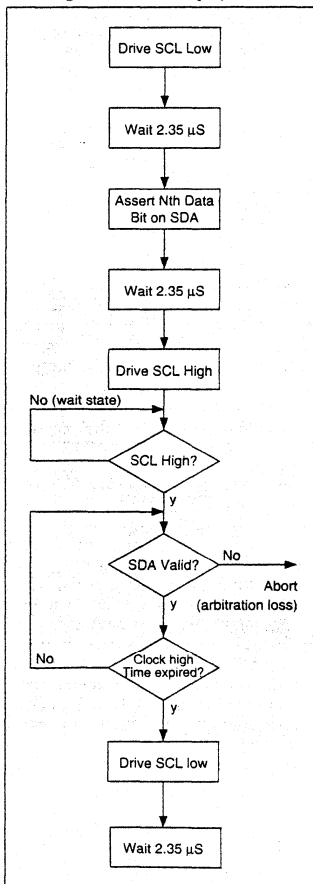 Drive SCL Low
Wait 2.35 µS
Assert Nth Data
Bit on SDA
Wait 2.35 µS
Drive SCL High
No (wait state)
SCL High?
y
SDA Valid?
No
Abort
(arbitration loss)
y
Clock high
Time expired?
No
y
Drive SCL low
Wait 2.35 µS